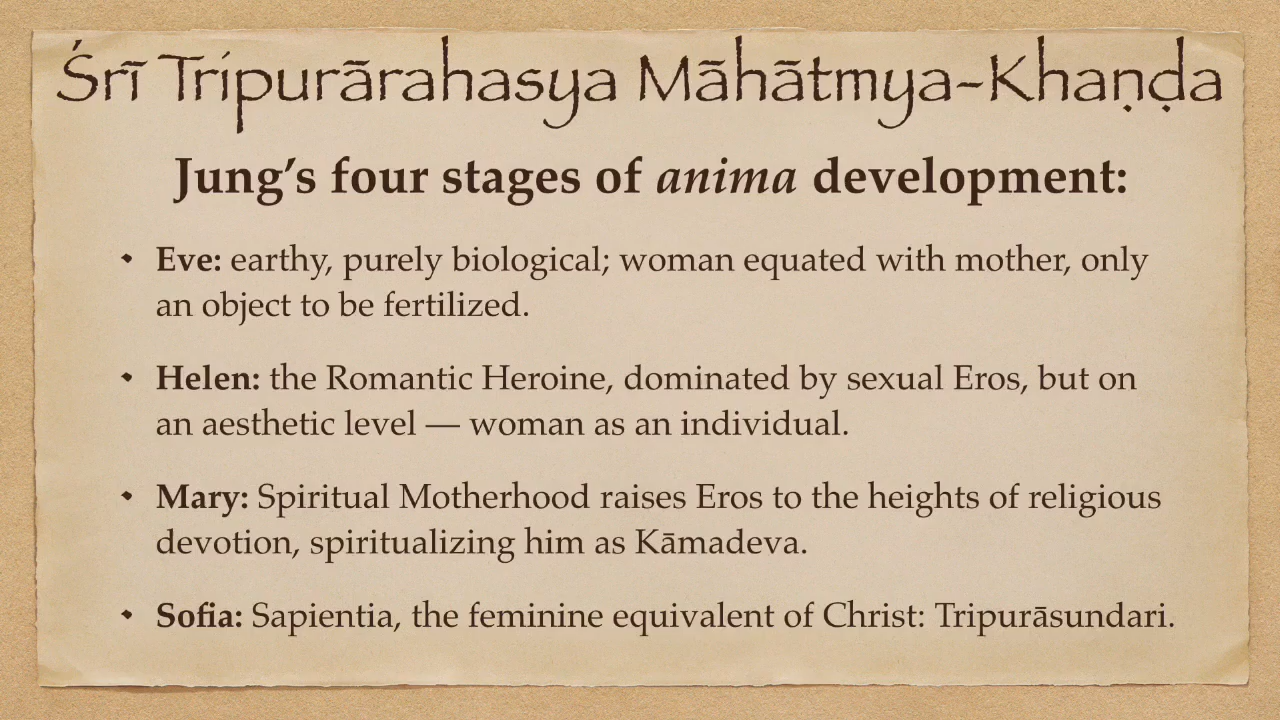 Śrī Tripurārahasya Māhātmya-Khaṇḍa
Jung’s four stages of anima development:
• Eve: earthy, purely biological; woman equated with mother, only
an object to be fertilized.
• Helen: the Romantic Heroine, dominated by sexual Eros, but on
an aesthetic level — woman as an individual.
• Mary: Spiritual Motherhood raises Eros to the heights of religious
devotion, spiritualizing him as Kāmadeva.
• Sofia: Sapientia, the feminine equivalent of Christ: Tripurāsundari.